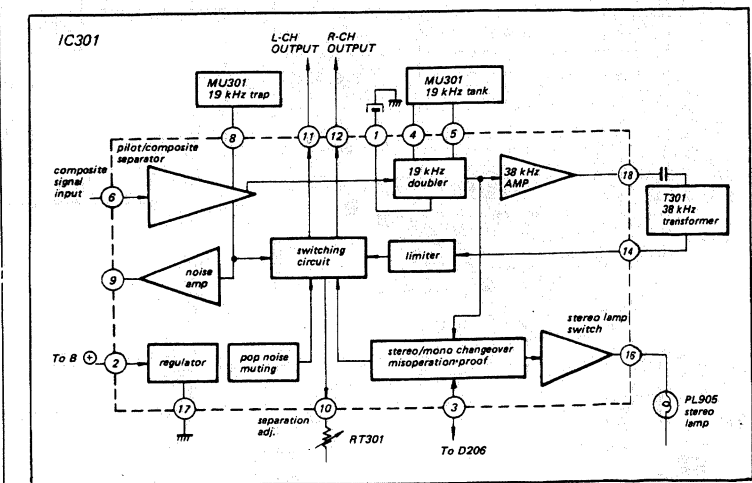 IC301
L-CH
OUTPUT
R-CH
OUTPUT
MU301
19 kHz trap
MU301
19 kHz tank
8
11
12
1
4
5
pilot/composite
separator
composite
signal
input
6
19 kHz
doubler
38 kHz
AMP
18
T301
38 kHz
transformer
switching
circuit
limiter
14
9
noise
amp
stereo lamp
switch
To B ⊕
2
regulator
pop noise
muting
stereo/mono changeover
misoperation-proof
16
17
10
3
PL905
stereo
lamp
separation
adj.
RT301
To D206